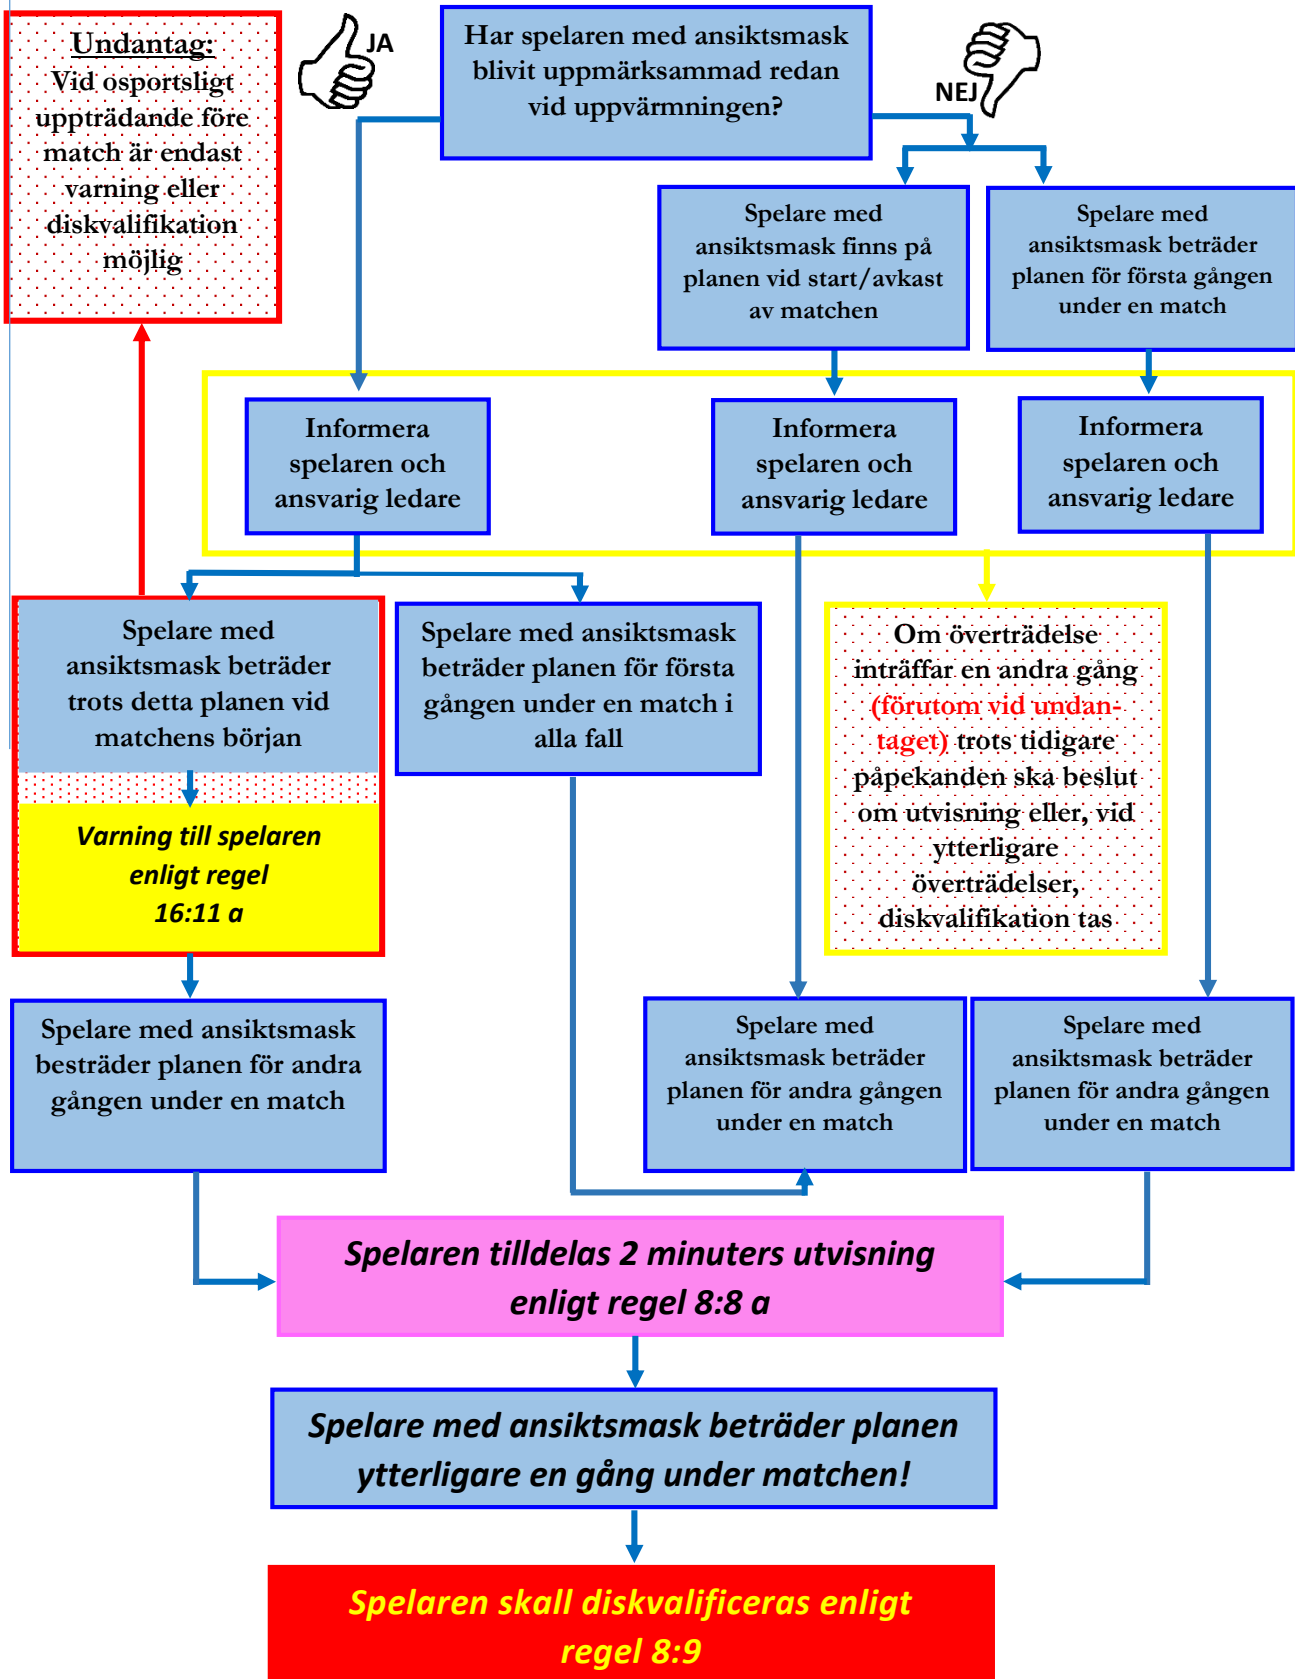 Undantag:
Vid osportsligt
uppträdande före
match är endast
varning eller
diskvalifikation
möjlig
JA
Har spelaren med ansiktsmask
blivit uppmärksammad redan
vid uppvärmningen?
NEJ
Spelare med
ansiktsmask finns på
planen vid start/avkast
av matchen
Spelare med
ansiktsmask beträder
planen för första gången
under en match
Informera
spelaren och
ansvarig ledare
Informera
spelaren och
ansvarig ledare
Informera
spelaren och
ansvarig ledare
Spelare med
ansiktsmask beträder
trots detta planen vid
matchens början
Varning till spelaren
enligt regel
16:11 a
Spelare med ansiktsmask
beträder planen för första
gången under en match i
alla fall
Om överträdelse
inträffar en andra gång
(förutom vid undan-
taget) trots tidigare
påpekanden ska beslut
om utvisning eller, vid
ytterligare
överträdelser,
diskvalifikation tas
Spelare med ansiktsmask
besträder planen för andra
gången under en match
Spelare med
ansiktsmask beträder
planen för andra gången
under en match
Spelare med
ansiktsmask beträder
planen för andra gången
under en match
Spelaren tilldelas 2 minuters utvisning
enligt regel 8:8 a
Spelare med ansiktsmask beträder planen
ytterligare en gång under matchen!
Spelaren skall diskvalificeras enligt
regel 8:9